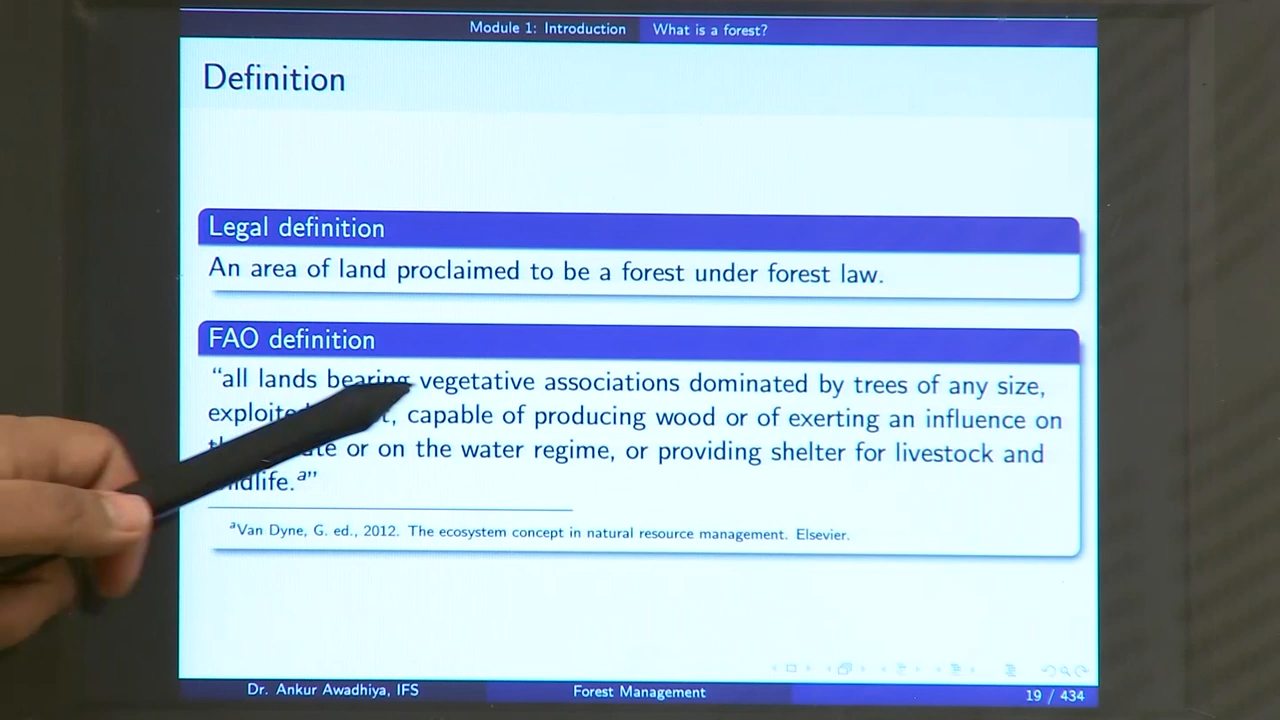 Module 1: Introduction What is a forest?
Definition
Legal definition
An area of land proclaimed to be a forest under forest law.
FAO definition
“all lands bearing vegetative associations dominated by trees of any size,
exploited capable of producing wood or of exerting an influence on
or on the water regime, or providing shelter for livestock and
wildlife.ᵃ”
ᵃVan Dyne, G. ed., 2012. The ecosystem concept in natural resource management. Elsevier.
Dr. Ankur Awadhiya, IFS Forest Management 19 / 434